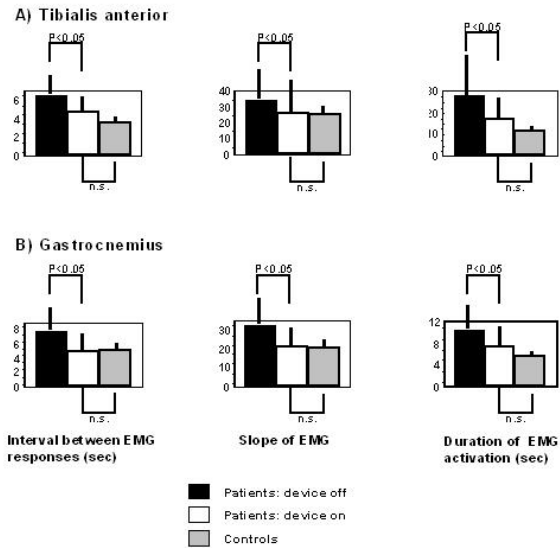 A) Tibialis anterior
P<0.05
P<0.05
P<0.05
6
4
2
0
n.s.
40
30
20
10
0
n.s.
30
20
10
0
n.s.
B) Gastrocnemius
P<0.05
P<0.05
P<0.05
8
6
4
2
0
n.s.
30
20
10
0
n.s.
12
8
4
0
n.s.
Interval between EMG
responses (sec)
Slope of EMG
Duration of EMG
activation (sec)
Patients: device off
Patients: device on
Controls